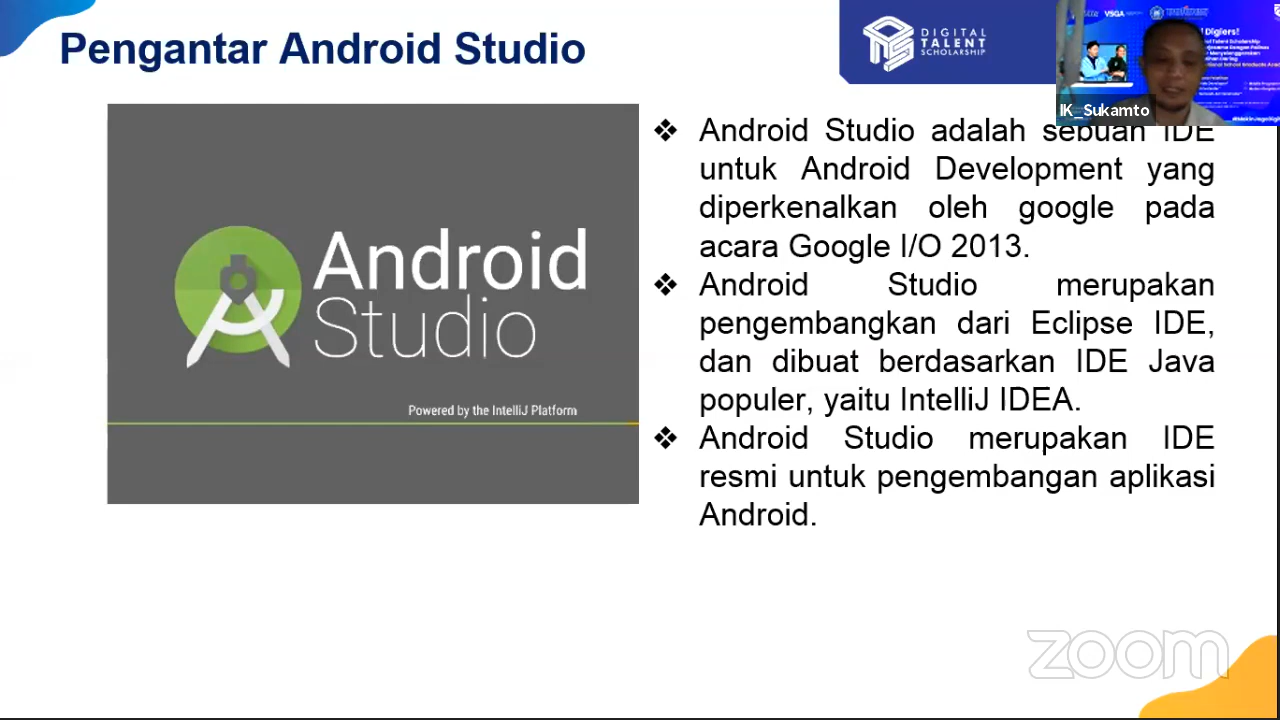 Pengantar Android Studio
DIGITAL
TALENT
SCHOLARSHIP
VSGA
IK_Sukamto
Android
Studio
Powered by the IntelliJ Platform
❖ Android Studio adalah sebuah IDE
untuk Android Development yang
diperkenalkan oleh google pada
acara Google I/O 2013.
❖ Android Studio merupakan
pengembangkan dari Eclipse IDE,
dan dibuat berdasarkan IDE Java
populer, yaitu IntelliJ IDEA.
❖ Android Studio merupakan IDE
resmi untuk pengembangan aplikasi
Android.
zoom